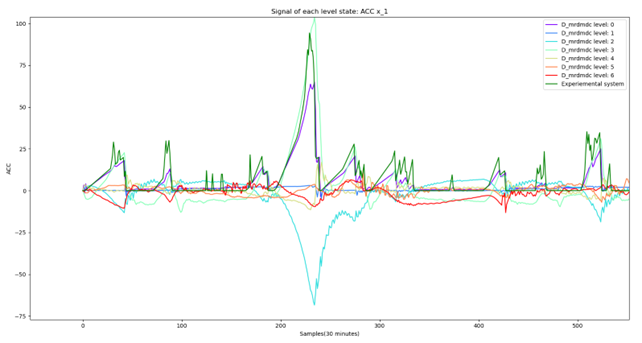 Signal of each level state: ACC x_1
D_mrdmdc level: 0
D_mrdmdc level: 1
D_mrdmdc level: 2
D_mrdmdc level: 3
D_mrdmdc level: 4
D_mrdmdc level: 5
D_mrdmdc level: 6
Experiemental system
ACC
100
75
50
25
0
−25
−50
−75
0
100
200
300
400
500
Samples(30 minutes)